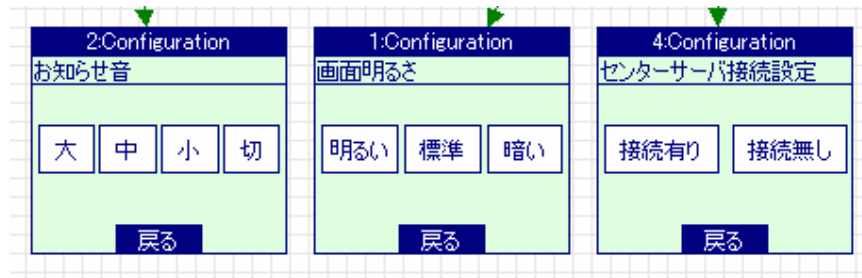 2:Configuration
お知らせ音
大 中 小 切
戻る
1:Configuration
画面明るさ
明るい 標準 暗い
戻る
4:Configuration
センターサーバ接続設定
接続有り 接続無し
戻る